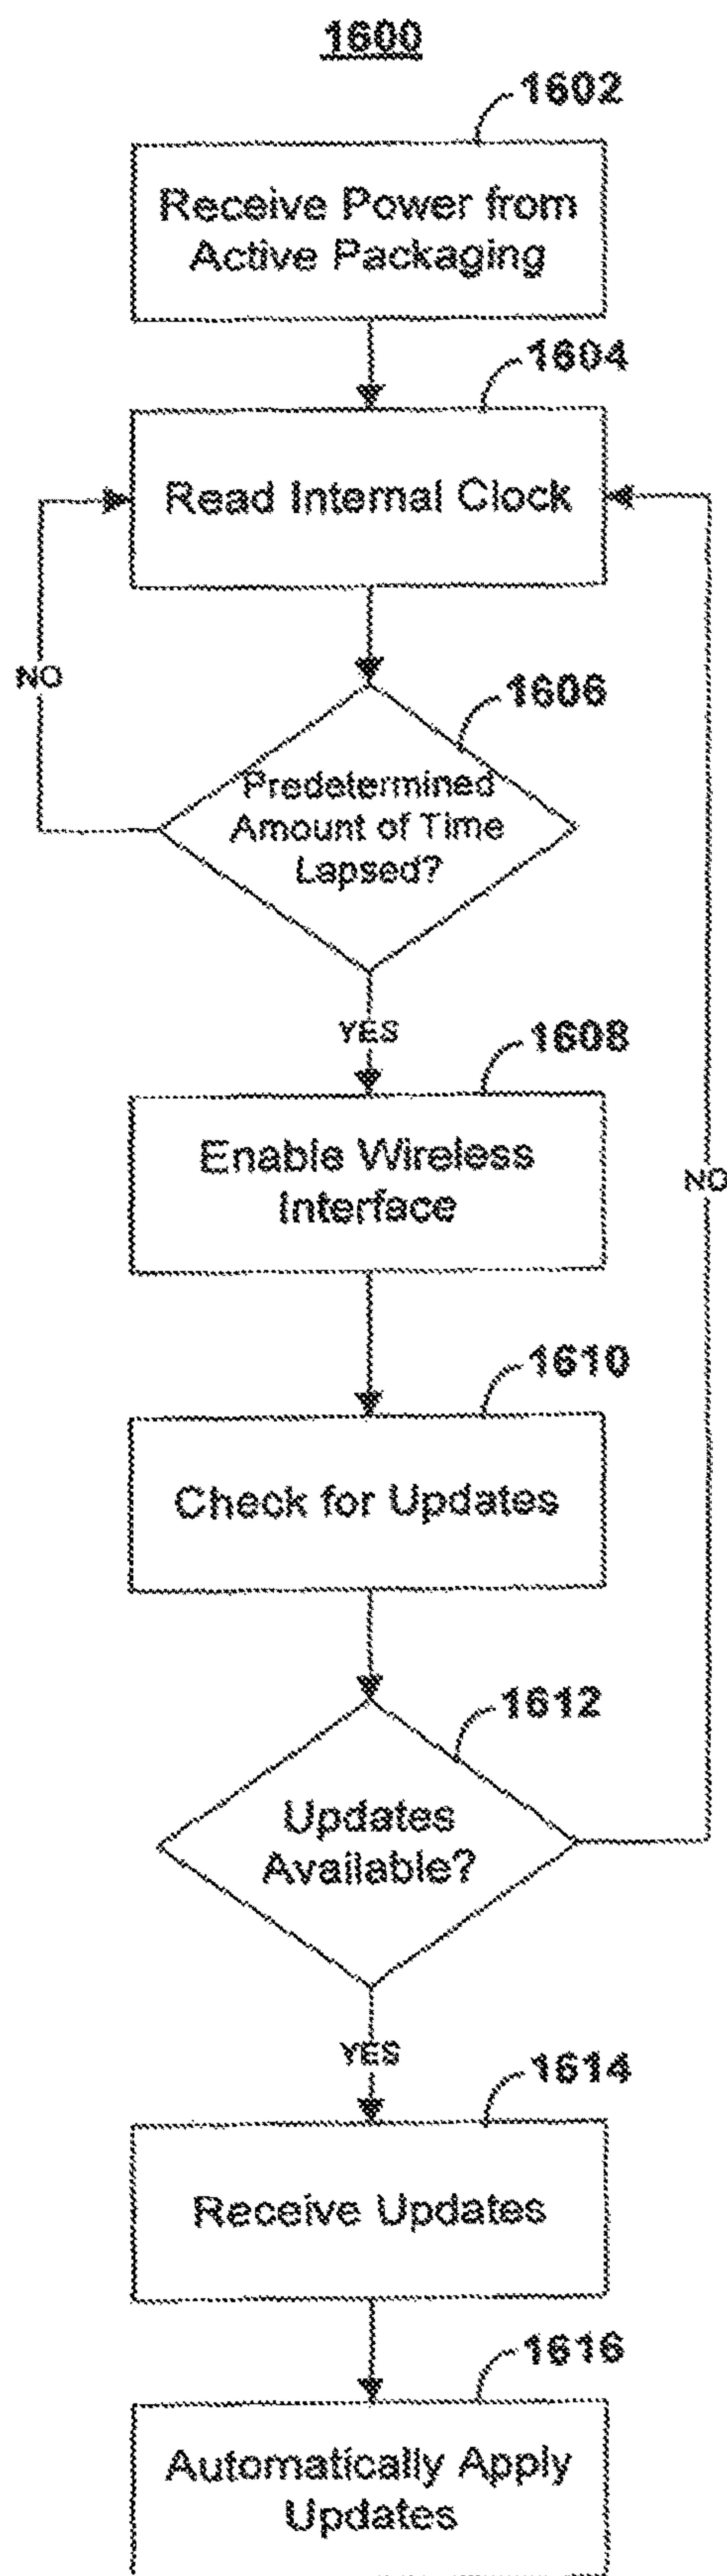 1600
1602
Receive Power from
Active Packaging
1604
Read Internal Clock
NO
1606
Predetermined
Amount of Time
Lapsed?
YES
1608
Enable Wireless
Interface
NO
1610
Check for Updates
1612
Updates
Available?
YES
1614
Receive Updates
1616
Automatically Apply
Updates